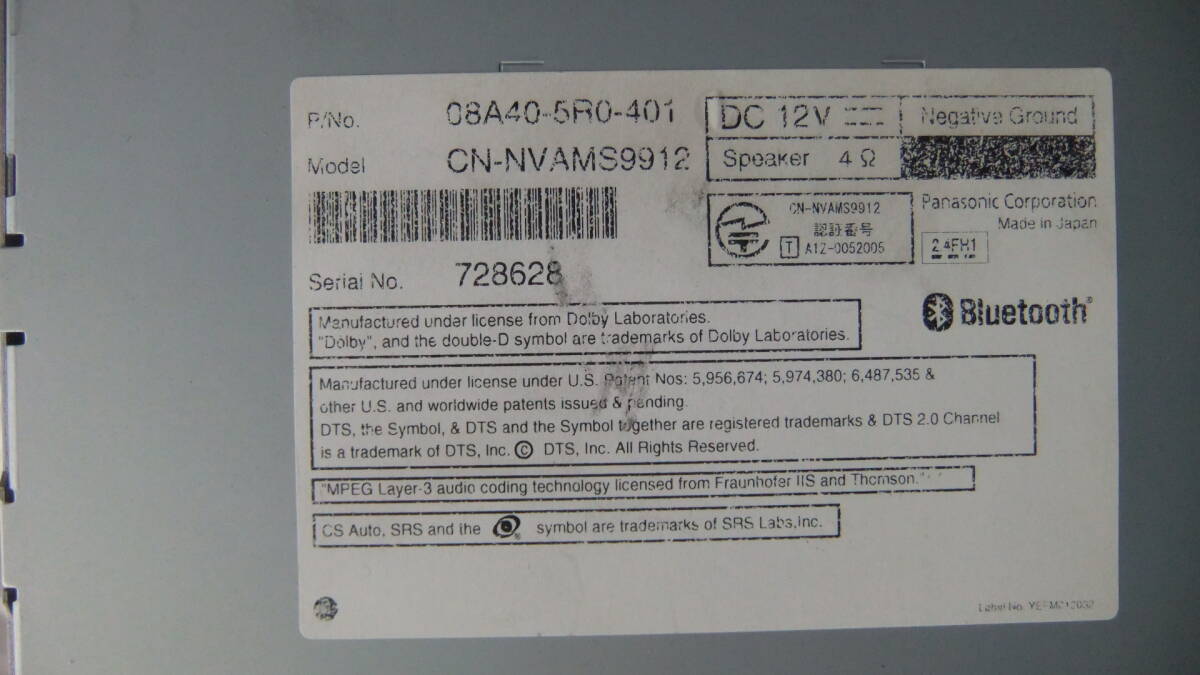 P/No. 08A40-5R0-401
Model CN-NVAMS9912
Serial No. 728628
DC 12V Negative Ground
Speaker 4 Ω
CN-NVAMS9912
認証番号
T A12-0052005
Panasonic Corporation
Made in Japan
2.4FH1
Bluetooth®
Manufactured under license from Dolby Laboratories.
"Dolby", and the double-D symbol are trademarks of Dolby Laboratories.
Manufactured under license under U.S. Patent Nos: 5,956,674; 5,974,380; 6,487,535 &
other U.S. and worldwide patents issued & pending.
DTS, the Symbol, & DTS and the Symbol together are registered trademarks & DTS 2.0 Channel
is a trademark of DTS, Inc. © DTS, Inc. All Rights Reserved.
"MPEG Layer-3 audio coding technology licensed from Fraunhofer IIS and Thomson."
CS Auto, SRS and the ® symbol are trademarks of SRS Labs,Inc.
Label No.